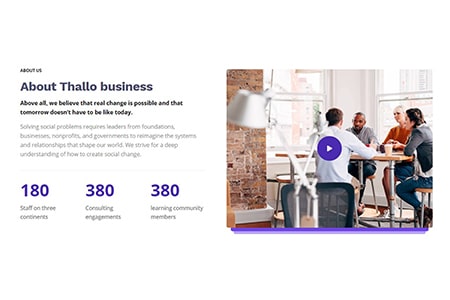 ABOUT US
About Thallo business
Above all, we believe that real change is possible and that
tomorrow doesn't have to be like today.
Solving social problems requires leaders from foundations,
businesses, nonprofits, and governments to reimagine the systems
and relationships that shape our world. We strive for a deep
understanding of how to create social change.
180
Staff on three
continents
380
Consulting
engagements
380
learning community
members